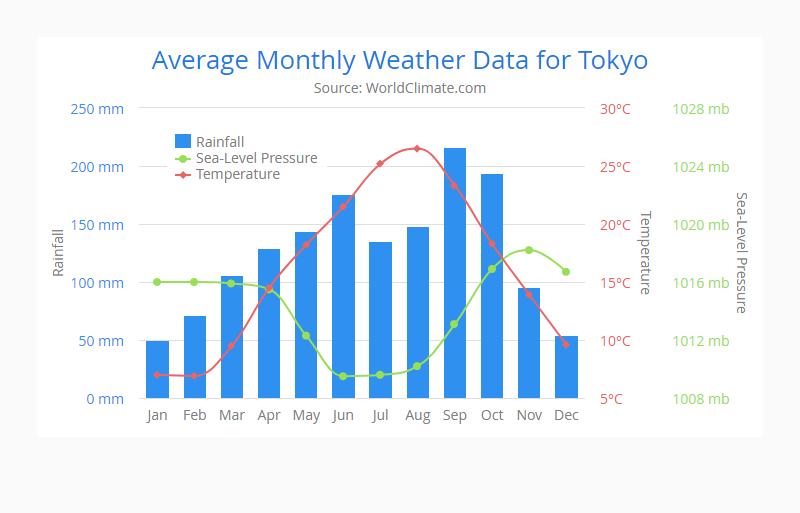 Average Monthly Weather Data for Tokyo
Source: WorldClimate.com
250 mm
200 mm
150 mm
100 mm
50 mm
0 mm
Rainfall
Rainfall
Sea-Level Pressure
Temperature
30°C
25°C
20°C
15°C
10°C
5°C
Temperature
1028 mb
1024 mb
1020 mb
1016 mb
1012 mb
1008 mb
Sea-Level Pressure
Jan Feb Mar Apr May Jun Jul Aug Sep Oct Nov Dec